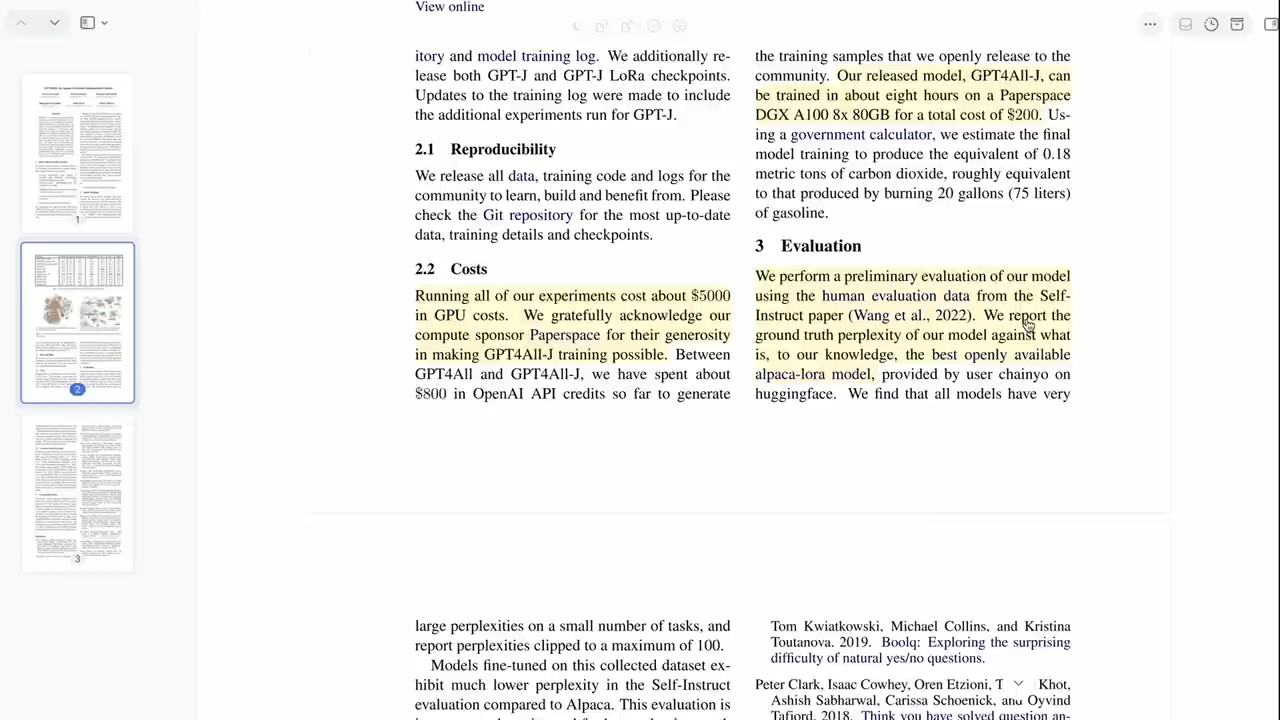 View online
itory and model training log. We additionally re-
lease both GPT-J and GPT-J LoRa checkpoints.
Updates to the training log were made to include
the additional experiments run for GPT-J.
2.1 Reproducibility
We release all data, training code and logs for the
community to build and benefit from. Please
check the Git repository for the most up-to-date
data, training details and checkpoints.
2.2 Costs
Running all of our experiments cost about $5000
in GPU costs. We gratefully acknowledge our
compute sponsor Paperspace for their generosity
in making GPT4All-J training possible. Between
GPT4All and GPT4All-J, we have spent about
$800 in OpenAI API credits so far to generate
the training samples that we openly release to the
community. Our released model, GPT4All-J, can
be trained in about eight hours on a Paperspace
DGX A100 8x 80GB for a total cost of $200. Us-
ing a government calculator, we estimate the final
model training to produce the equivalent of 0.18
metric tons of carbon dioxide, roughly equivalent
to that produced by burning gallons (75 liters)
of gasoline.
3 Evaluation
We perform a preliminary evaluation of our model
using the human evaluation data from the Self-
Instruct paper (Wang et al., 2022). We report the
ground truth perplexity of our model against what
is, to our knowledge, the best openly available
alpaca-lora model, provided by user chainyo on
huggingface. We find that all models have very
large perplexities on a small number of tasks, and
report perplexities clipped to a maximum of 100.
Models fine-tuned on this collected dataset ex-
hibit much lower perplexity in the Self-Instruct
evaluation compared to Alpaca. This evaluation is
Tom Kwiatkowski, Michael Collins, and Kristina
Toutanova. 2019. Boolq: Exploring the surprising
difficulty of natural yes/no questions.
Peter Clark, Isaac Cowhey, Oren Etzioni, T Khot,
Ashish Sabharwal, Carissa Schoenick, and Oyvind
Tafjord. 2018. Think you have solved question an-
1
2
3